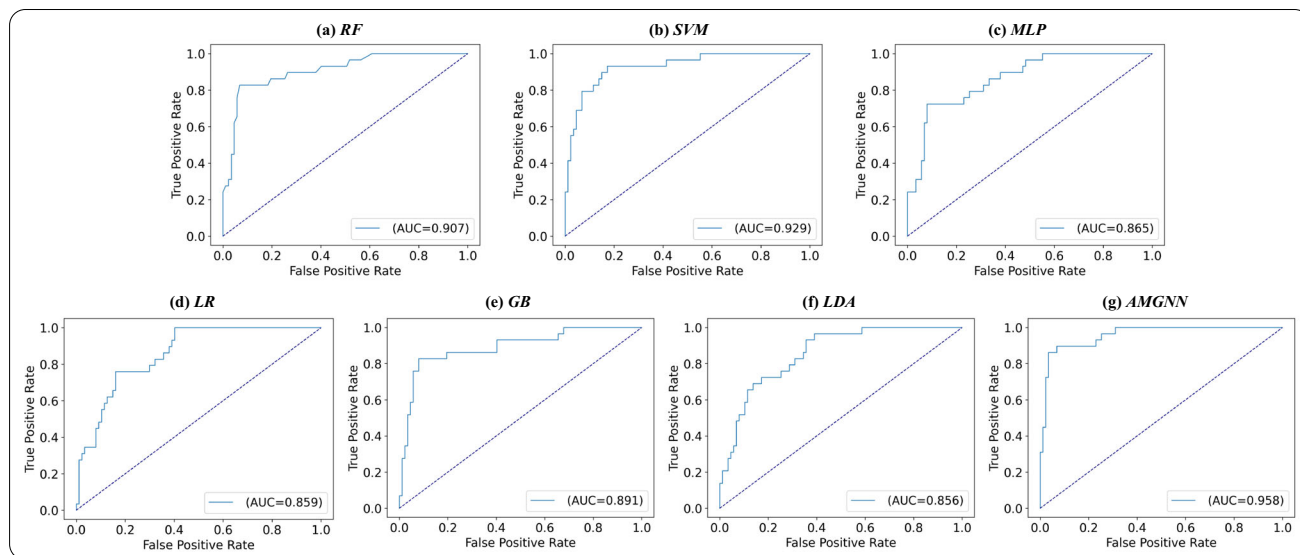 (a) RF
(b) SVM
(c) MLP
True Positive Rate
1.0
0.8
0.6
0.4
0.2
0.0
(AUC=0.907)
0.0 0.2 0.4 0.6 0.8 1.0
False Positive Rate
True Positive Rate
1.0
0.8
0.6
0.4
0.2
0.0
(AUC=0.929)
0.0 0.2 0.4 0.6 0.8 1.0
False Positive Rate
True Positive Rate
1.0
0.8
0.6
0.4
0.2
0.0
(AUC=0.865)
0.0 0.2 0.4 0.6 0.8 1.0
False Positive Rate
(d) LR
(e) GB
(f) LDA
(g) AMGNN
True Positive Rate
1.0
0.8
0.6
0.4
0.2
0.0
(AUC=0.859)
0.0 0.2 0.4 0.6 0.8 1.0
False Positive Rate
True Positive Rate
1.0
0.8
0.6
0.4
0.2
0.0
(AUC=0.891)
0.0 0.2 0.4 0.6 0.8 1.0
False Positive Rate
True Positive Rate
1.0
0.8
0.6
0.4
0.2
0.0
(AUC=0.856)
0.0 0.2 0.4 0.6 0.8 1.0
False Positive Rate
True Positive Rate
1.0
0.8
0.6
0.4
0.2
0.0
(AUC=0.958)
0.0 0.2 0.4 0.6 0.8 1.0
False Positive Rate